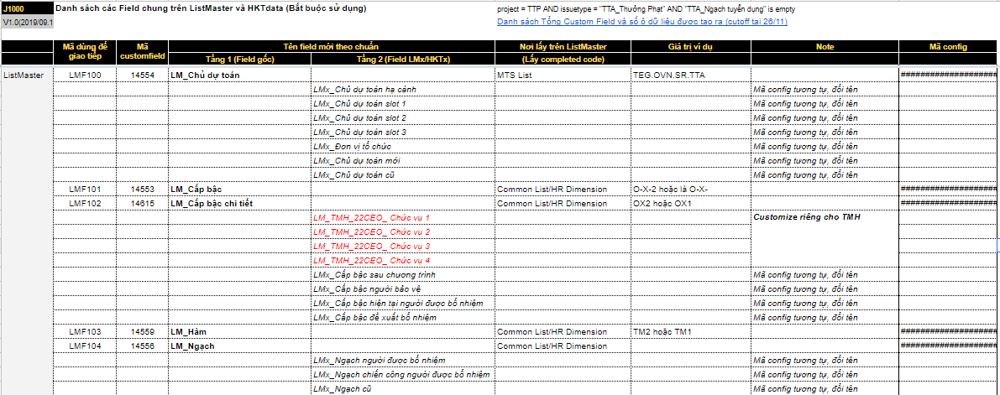 J1000 Danh sách các Field chung trên ListMaster và HKTdata (Bắt buộc sử dụng) project = TTP AND issuetype = "TTA_Thưởng Phạt" AND "TTA_Ngạch tuyển dụng" is empty
V1.0(2019/09.1 Danh sách Tổng Custom Field và số ô dữ liệu được tạo ra (cutoff tại 26/11)
Mã dùng để giao tiếp Mã customfield Tên field mới theo chuẩn Nơi lấy trên ListMaster Giá trị ví dụ Note Mã config
Tầng 1 (Field gốc) Tầng 2 (Field LMx/HKTx) (Lấy completed code)
ListMaster LMF100 14554 LM_Chủ dự toán MTS List TEG.OVN.SR.TTA ####################
LMx_Chủ dự toán hạ cánh Mã config tương tự, đổi tên
LMx_Chủ dự toán slot 1 Mã config tương tự, đổi tên
LMx_Chủ dự toán slot 2 Mã config tương tự, đổi tên
LMx_Chủ dự toán slot 3 Mã config tương tự, đổi tên
LMx_Đơn vị tổ chức Mã config tương tự, đổi tên
LMx_Chủ dự toán mới Mã config tương tự, đổi tên
LMx_Chủ dự toán cũ Mã config tương tự, đổi tên
LMF101 14553 LM_Cấp bậc Common List/HR Dimension O-X-2 hoặc là O-X- ####################
LMF102 14615 LM_Cấp bậc chi tiết Common List/HR Dimension OX2 hoặc OX1 ####################
LM_TMH_22CEO_ Chức vụ 1 Customize riêng cho TMH
LM_TMH_22CEO_ Chức vụ 2
LM_TMH_22CEO_ Chức vụ 3
LM_TMH_22CEO_ Chức vụ 4
LMx_Cấp bậc sau chương trình Mã config tương tự, đổi tên
LMx_Cấp bậc người bảo vệ Mã config tương tự, đổi tên
LMx_Cấp bậc hiện tại người được bổ nhiệm Mã config tương tự, đổi tên
LMx_Cấp bậc đề xuất bổ nhiệm Mã config tương tự, đổi tên
LMF103 14559 LM_Hàm Common List/HR Dimension TM2 hoặc TM1 ####################
LMF104 14556 LM_Ngạch Common List/HR Dimension ####################
LMx_Ngạch người được bổ nhiệm Mã config tương tự, đổi tên
LMx_Ngạch chiến công người được bổ nhiệm Mã config tương tự, đổi tên
LMx_Ngạch cũ Mã config tương tự, đổi tên